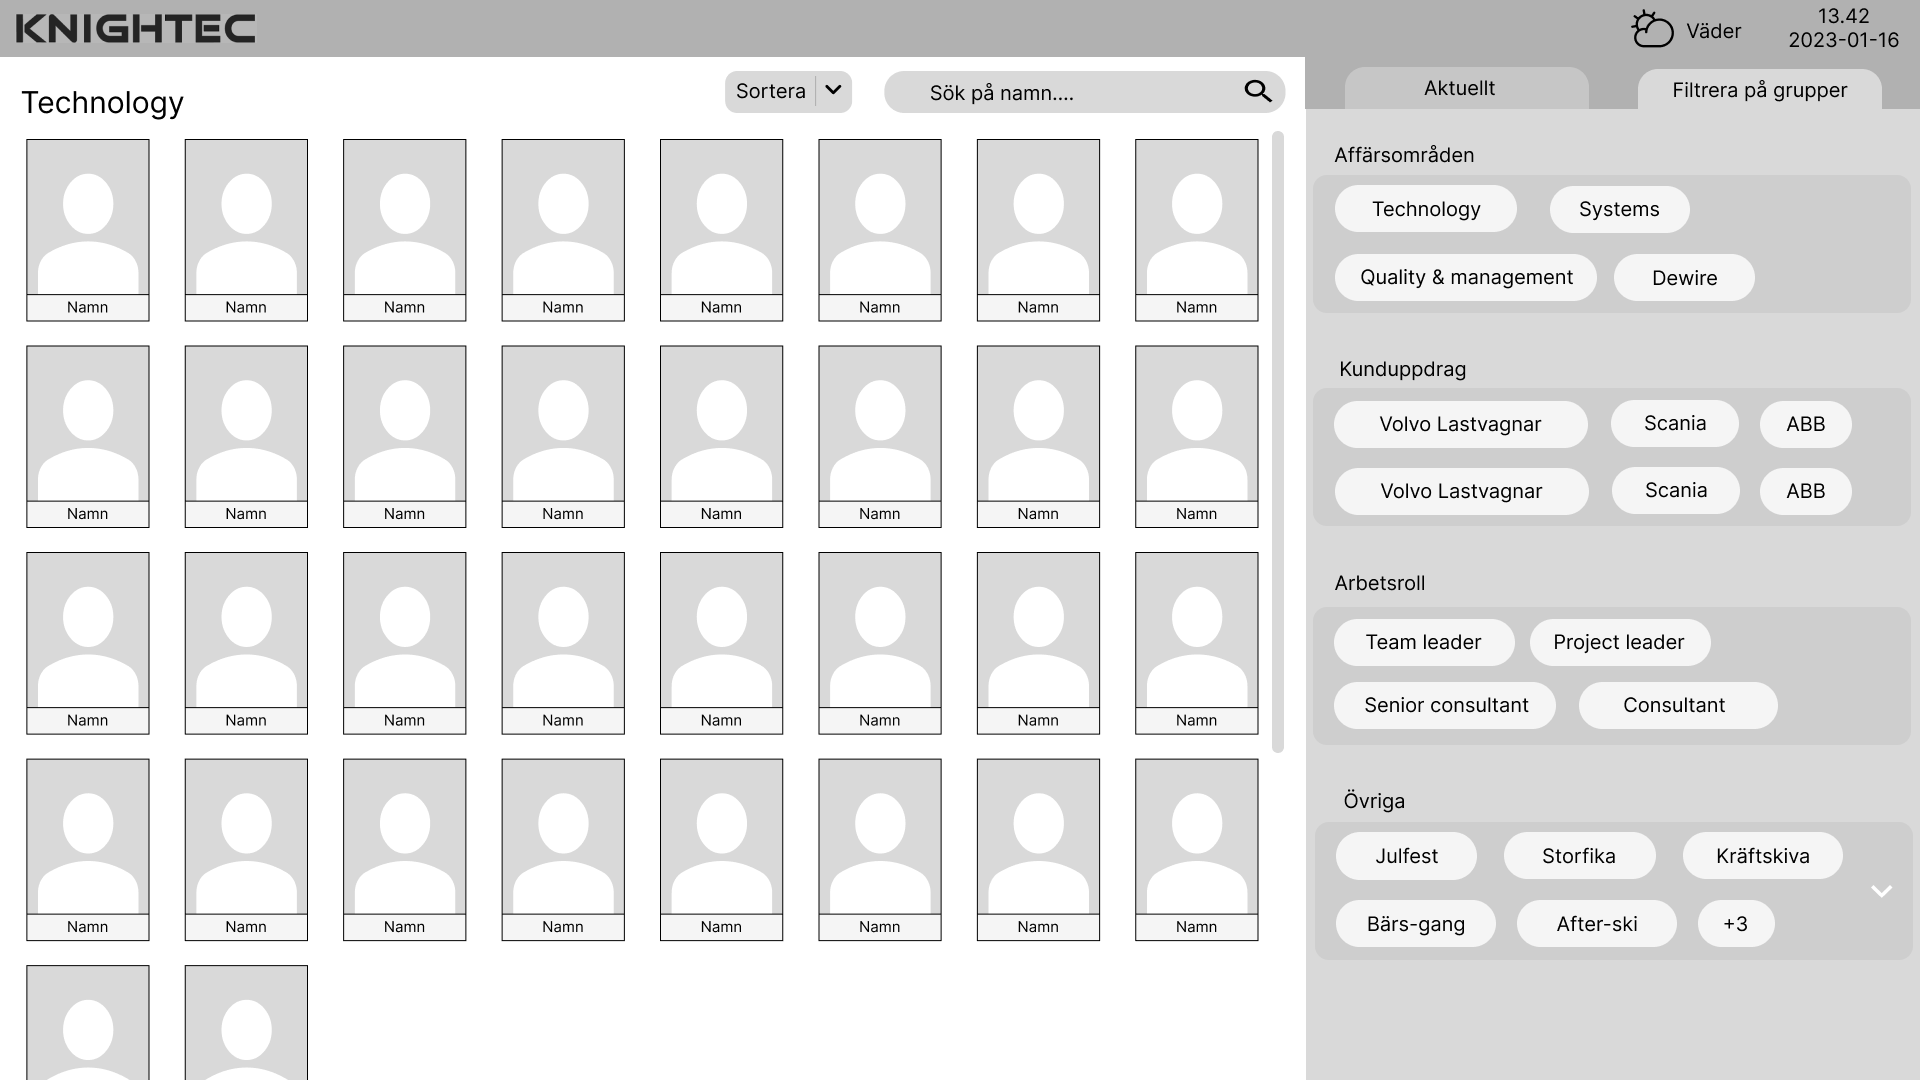 KNIGHTEC
Väder
13.42
2023-01-16
Technology
Sortera
Sök på namn....
Aktuellt
Filtrera på grupper
Namn Namn Namn Namn Namn Namn Namn Namn
Namn Namn Namn Namn Namn Namn Namn Namn
Namn Namn Namn Namn Namn Namn Namn Namn
Namn Namn Namn Namn Namn Namn Namn Namn
Affärsområden
Technology Systems
Quality & management Dewire
Kunduppdrag
Volvo Lastvagnar Scania ABB
Volvo Lastvagnar Scania ABB
Arbetsroll
Team leader Project leader
Senior consultant Consultant
Övriga
Julfest Storfika Kräftskiva
Bärs-gang After-ski +3